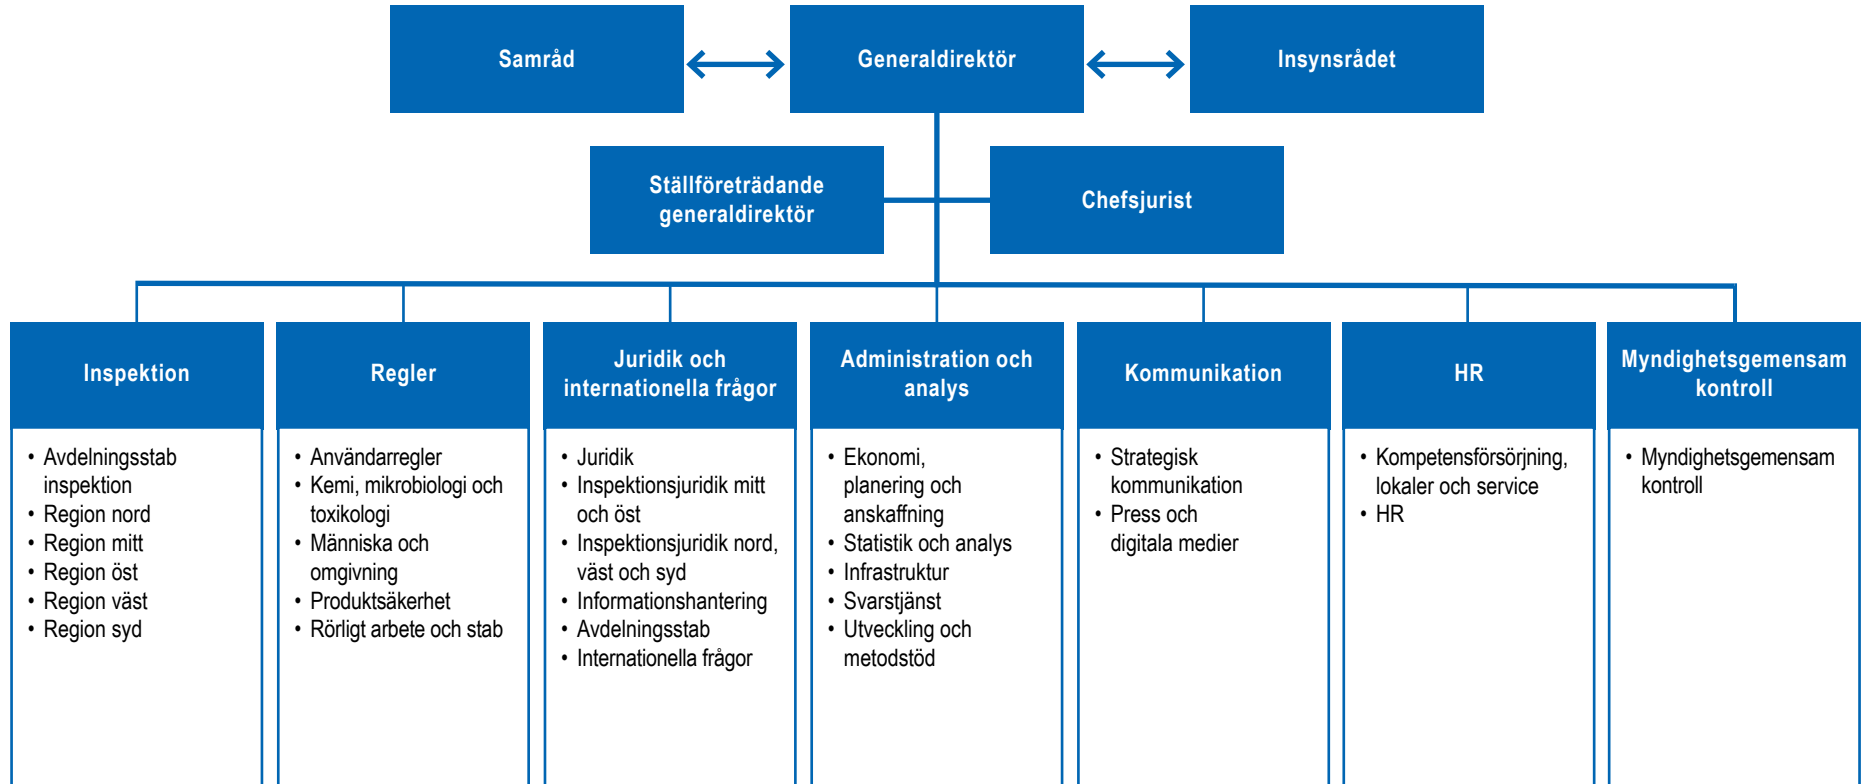 Samråd
Generaldirektör
Insynsrådet
Ställföreträdande
generaldirektör
Chefsjurist
Inspektion
• Avdelningsstab
inspektion
• Region nord
• Region mitt
• Region öst
• Region väst
• Region syd
Regler
• Användarregler
• Kemi, mikrobiologi och
toxikologi
• Människa och
omgivning
• Produktsäkerhet
• Rörligt arbete och stab
Juridik och
internationella frågor
• Juridik
• Inspektionsjuridik mitt
och öst
• Inspektionsjuridik nord,
väst och syd
• Informationshantering
• Avdelningsstab
• Internationella frågor
Administration och
analys
• Ekonomi,
planering och
anskaffning
• Statistik och analys
• Infrastruktur
• Svarstjänst
• Utveckling och
metodstöd
Kommunikation
• Strategisk
kommunikation
• Press och
digitala medier
HR
• Kompetensförsörjning,
lokaler och service
• HR
Myndighetsgemensam
kontroll
• Myndighetsgemensam
kontroll